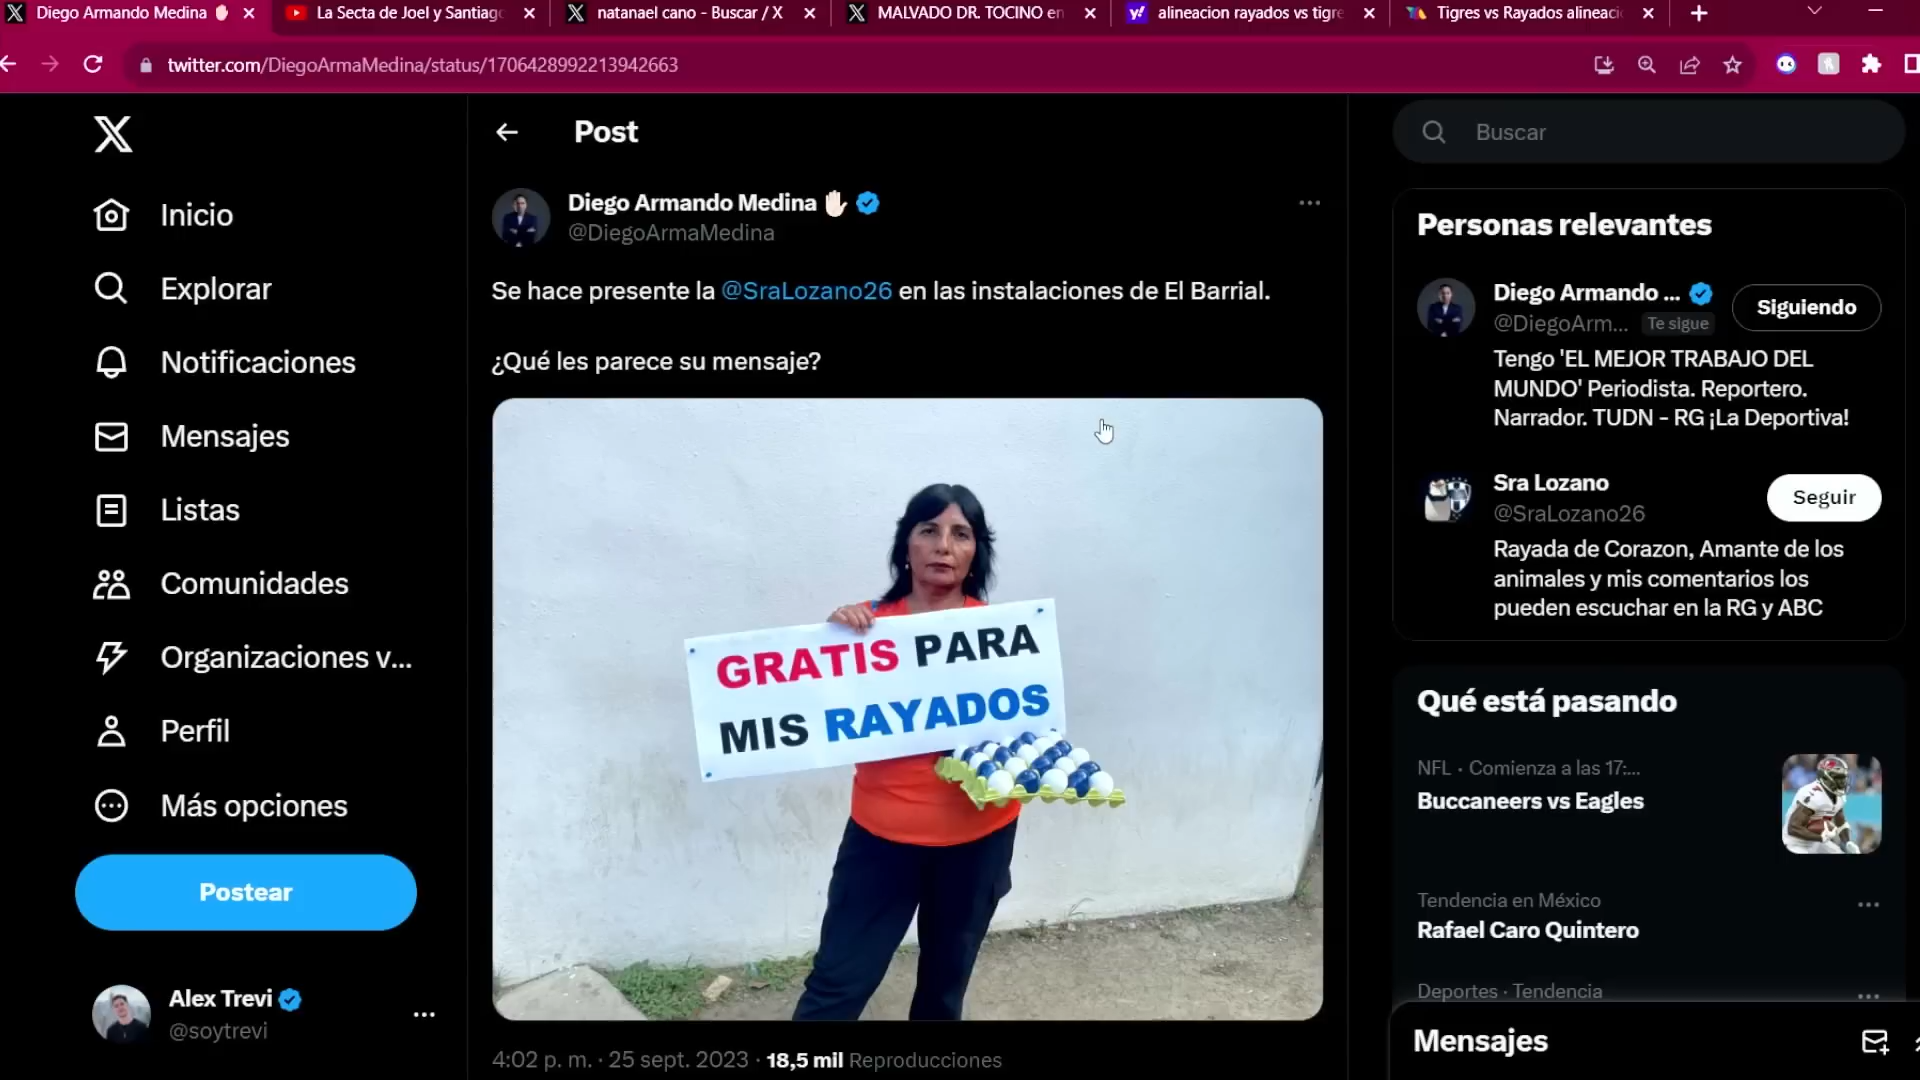 Diego Armando Medina
La Secta de Joel y Santiag
natanael cano - Buscar / X
MALVADO DR. TOCINO en
alineacion rayados vs tigre
Tigres vs Rayados alineaci
twitter.com/DiegoArmaMedina/status/1706428992213942663
Inicio
Explorar
Notificaciones
Mensajes
Listas
Comunidades
Organizaciones v...
Perfil
Más opciones
Postear
Alex Trevi
@soytrevi
Post
Diego Armando Medina
@DiegoArmaMedina
Se hace presente la @SraLozano26 en las instalaciones de El Barrial.
¿Qué les parece su mensaje?
GRATIS PARA
MIS RAYADOS
4:02 p. m. · 25 sept. 2023 · 18,5 mil Reproducciones
Buscar
Personas relevantes
Diego Armando ...
Siguiendo
@DiegoArm... Te sigue
Tengo 'EL MEJOR TRABAJO DEL
MUNDO' Periodista. Reportero.
Narrador. TUDN - RG ¡La Deportiva!
Sra Lozano
Seguir
@SraLozano26
Rayada de Corazon, Amante de los
animales y mis comentarios los
pueden escuchar en la RG y ABC
Qué está pasando
NFL · Comienza a las 17:...
Buccaneers vs Eagles
Tendencia en México
Rafael Caro Quintero
Deportes · Tendencia
Mensajes